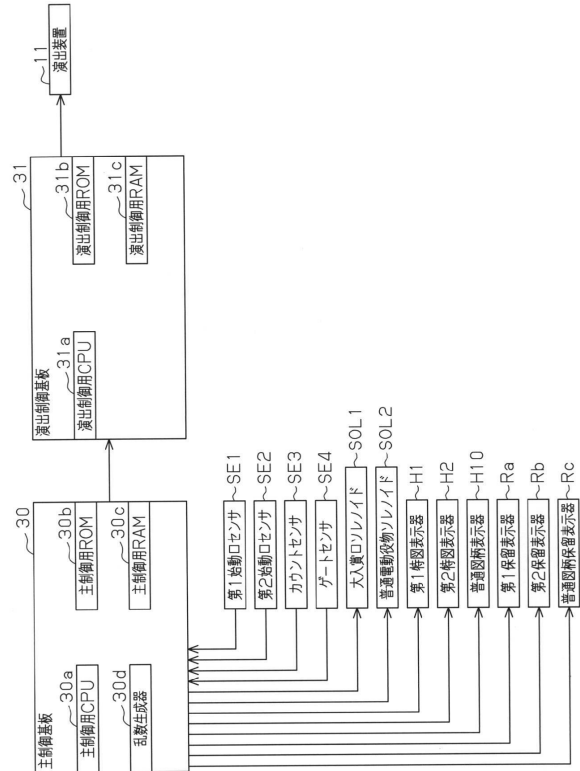 30
主制御基板
30a
主制御用CPU
30b
主制御用ROM
30d
乱数生成器
30c
主制御用RAM
31
演出制御基板
31a
演出制御用CPU
31b
演出制御用ROM
31c
演出制御用RAM
11
演出装置
第1始動口センサ ~SE1
第2始動口センサ ~SE2
カウントセンサ ~SE3
ゲートセンサ ~SE4
大入賞口ソレノイド ~SOL1
普通電動役物ソレノイド ~SOL2
第1特図表示器 ~H1
第2特図表示器 ~H2
普通図柄表示器 ~H10
第1保留表示器 ~Ra
第2保留表示器 ~Rb
普通図柄保留表示器 ~Rc